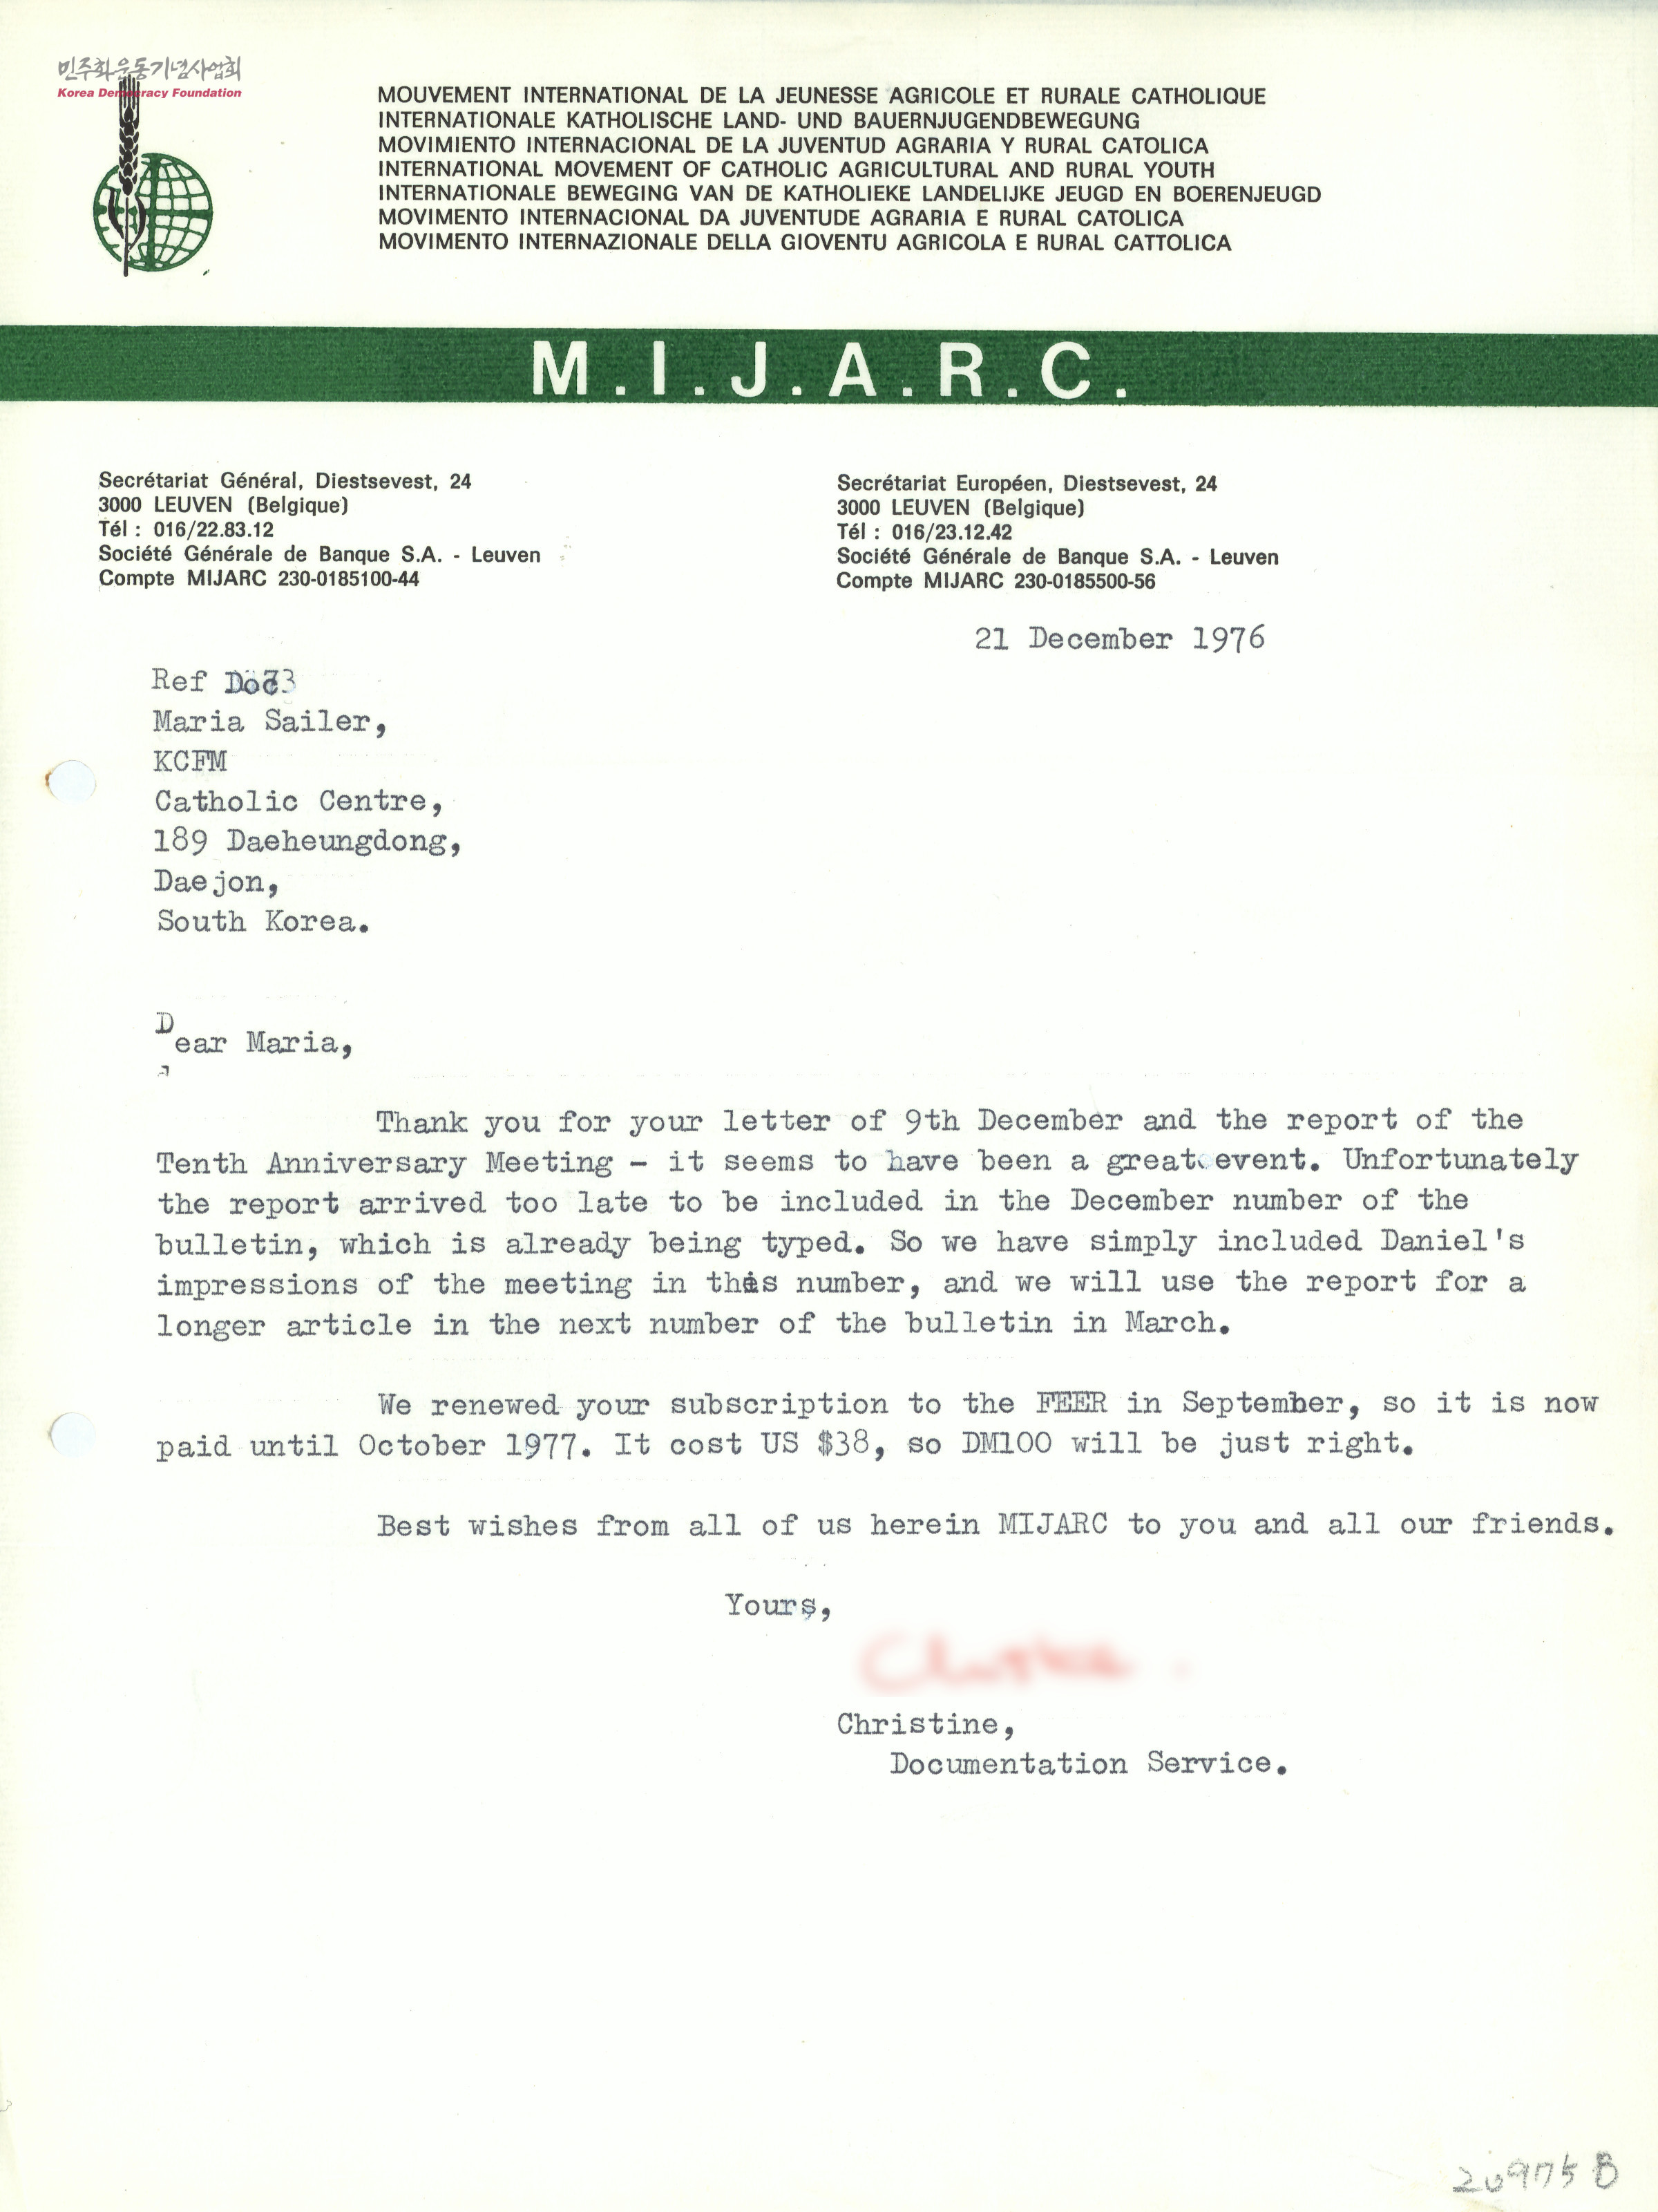 민주화운동기념사업회
Korea Democracy Foundation
MOUVEMENT INTERNATIONAL DE LA JEUNESSE AGRICOLE ET RURALE CATHOLIQUE
INTERNATIONALE KATHOLISCHE LAND- UND BAUERNJUGENDBEWEGUNG
MOVIMIENTO INTERNACIONAL DE LA JUVENTUD AGRARIA Y RURAL CATOLICA
INTERNATIONAL MOVEMENT OF CATHOLIC AGRICULTURAL AND RURAL YOUTH
INTERNATIONALE BEWEGING VAN DE KATHOLIEKE LANDELIJKE JEUGD EN BOERENJEUGD
MOVIMENTO INTERNACIONAL DA JUVENTUDE AGRARIA E RURAL CATOLICA
MOVIMENTO INTERNAZIONALE DELLA GIOVENTU AGRICOLA E RURAL CATTOLICA
M.I.J.A.R.C.
Secrétariat Général, Diestsevest, 24
3000 LEUVEN (Belgique)
Tél : 016/22.83.12
Société Générale de Banque S.A. - Leuven
Compte MIJARC 230-0185100-44
Secrétariat Européen, Diestsevest, 24
3000 LEUVEN (Belgique)
Tél : 016/23.12.42
Société Générale de Banque S.A. - Leuven
Compte MIJARC 230-0185500-56
21 December 1976
Ref
Maria Sailer,
KCFM
Catholic Centre,
189 Daeheungdong,
Daejon,
South Korea.
Dear Maria,
Thank you for your letter of 9th December and the report of the
Tenth Anniversary Meeting - it seems to have been a great event. Unfortunately
the report arrived too late to be included in the December number of the
bulletin, which is already being typed. So we have simply included Daniel's
impressions of the meeting in this number, and we will use the report for a
longer article in the next number of the bulletin in March.
We renewed your subscription to the FEER in September, so it is now
paid until October 1977. It cost US $38, so DM100 will be just right.
Best wishes from all of us herein MIJARC to you and all our friends.
Yours,
Christine,
Documentation Service.